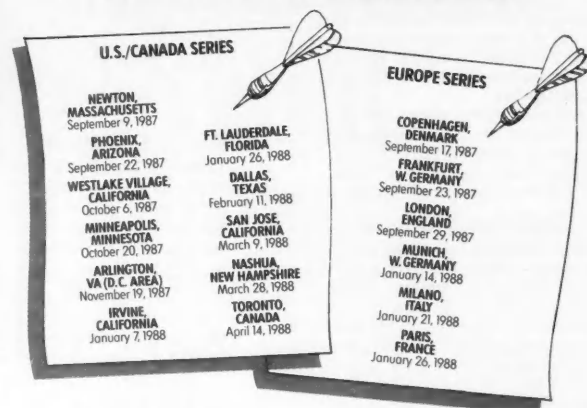 U.S./CANADA SERIES
NEWTON,
MASSACHUSETTS
September 9, 1987
PHOENIX,
ARIZONA
September 22, 1987
WESTLAKE VILLAGE,
CALIFORNIA
October 6, 1987
MINNEAPOLIS,
MINNESOTA
October 20, 1987
ARLINGTON,
VA (D.C. AREA)
November 19, 1987
IRVINE,
CALIFORNIA
January 7, 1988
FT. LAUDERDALE,
FLORIDA
January 26, 1988
DALLAS,
TEXAS
February 11, 1988
SAN JOSE,
CALIFORNIA
March 9, 1988
NASHUA,
NEW HAMPSHIRE
March 28, 1988
TORONTO,
CANADA
April 14, 1988
EUROPE SERIES
COPENHAGEN,
DENMARK
September 17, 1987
FRANKFURT,
W. GERMANY
September 23, 1987
LONDON,
ENGLAND
September 29, 1987
MUNICH,
W. GERMANY
January 14, 1988
MILANO,
ITALY
January 21, 1988
PARIS,
FRANCE
January 26, 1988